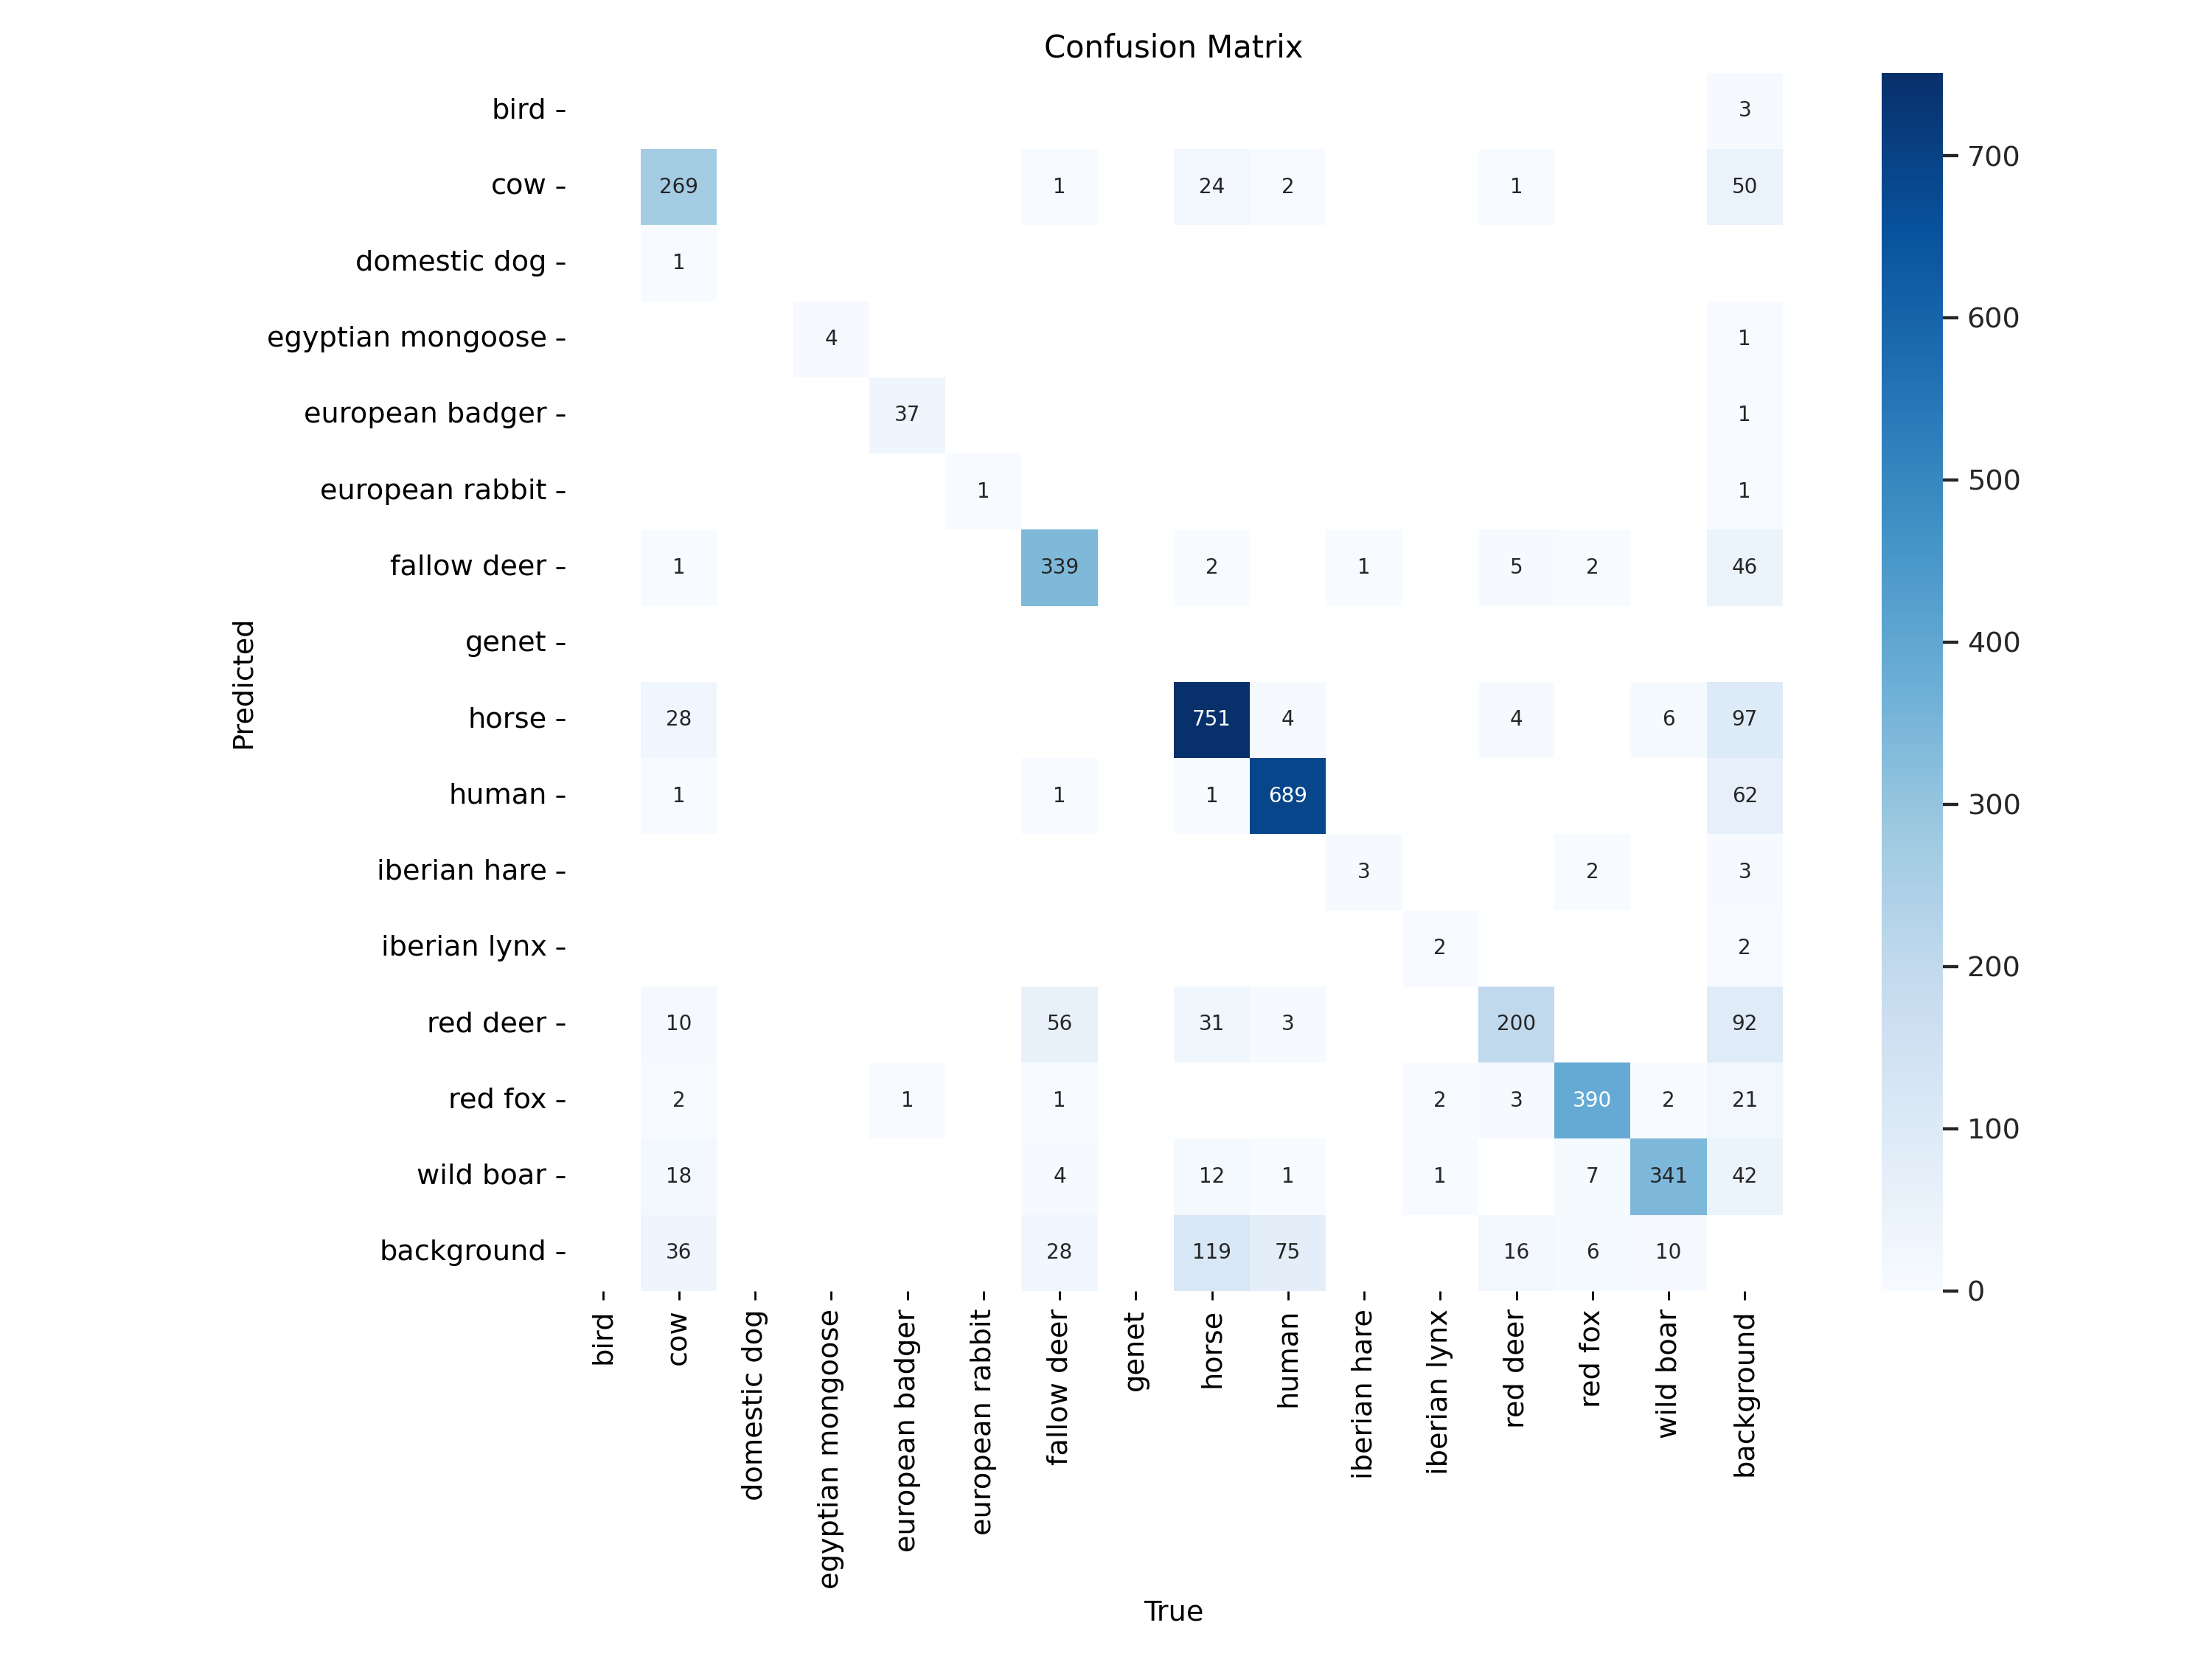 Confusion Matrix
bird 3
cow 269 1 24 2 1 50
domestic dog 1
egyptian mongoose 4 1
european badger 37 1
european rabbit 1 1
fallow deer 1 339 2 1 5 2 46
genet
horse 28 751 4 4 6 97
human 1 1 1 689 62
iberian hare 3 2 3
iberian lynx 2 2
red deer 10 56 31 3 200 92
red fox 2 1 1 2 3 390 2 21
wild boar 18 4 12 1 1 7 341 42
background 36 28 119 75 16 6 10
Predicted
bird
cow
domestic dog
egyptian mongoose
european badger
european rabbit
fallow deer
genet
horse
human
iberian hare
iberian lynx
red deer
red fox
wild boar
background
True
700
600
500
400
300
200
100
0